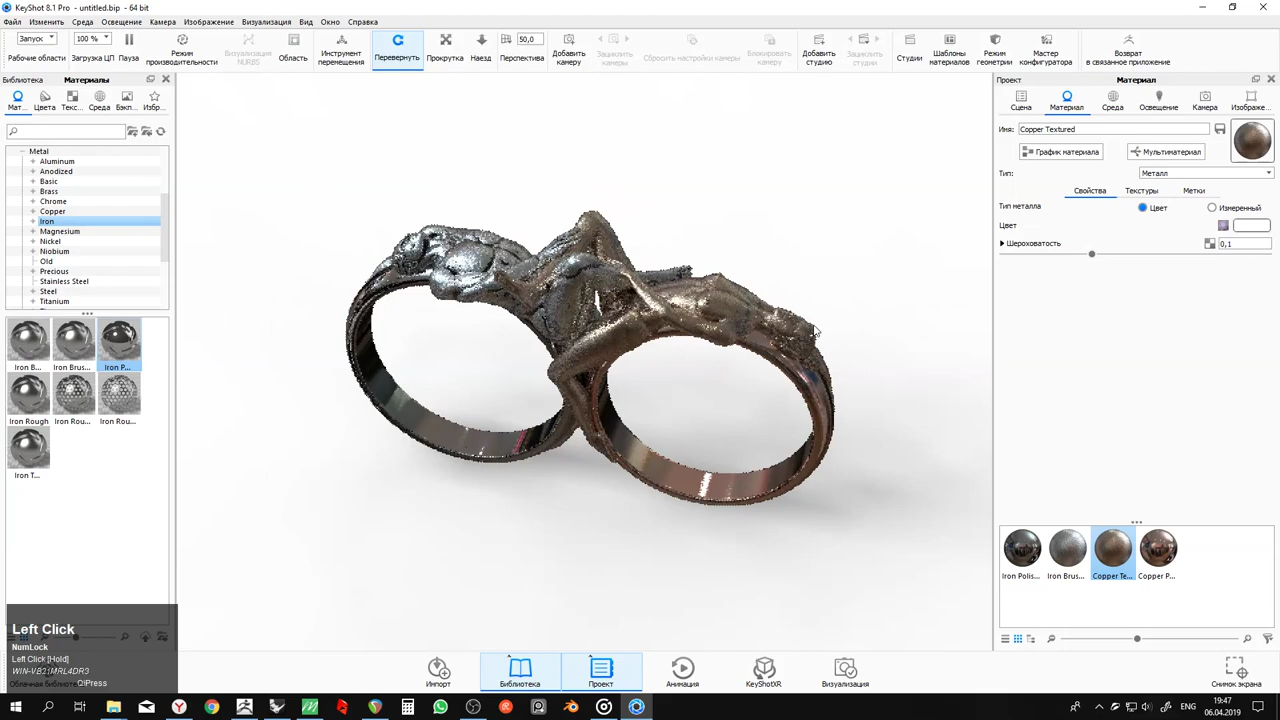 KeyShot 8.1 Pro - untitled.bip - 64 bit
Файл Изменить Среда Освещение Камера Изображение Визуализация Вид Окно Справка
Запуск 100 % 50,0
Рабочие области Загрузка ЦП Пауза Режим производительности Визуализация NURBS Область Инструмент перемещения Перевернуть Прокрутка Наезд Перспектива Добавить камеру Зациклить камеры Сбросить настройки камеры Блокировать камеру Добавить студию Зациклить студии Студии Шаблоны материалов Режим геометрии Мастер конфигуратора Возврат в связанное приложение
Библиотека Материалы
Мат... Цвета Текс... Среда Бэкп... Избр...
Metal
Aluminum
Anodized
Basic
Brass
Chrome
Copper
Iron
Magnesium
Nickel
Niobium
Old
Precious
Stainless Steel
Steel
Titanium
Iron B... Iron Brus... Iron P...
Iron Rough Iron Rou... Iron Rou...
Iron T...
Проект Материал
Сцена Материал Среда Освещение Камера Изображе...
Имя: Copper Textured
График материала Мультиматериал
Тип: Металл
Свойства Текстуры Метки
Тип металла Цвет Измеренный
Цвет
Шероховатость 0,1
Iron Polis... Iron Brus... Copper Te... Copper P...
Left Click
NumLock
Left Click [Hold]
Облачная библиоте
Импорт Библиотека Проект Анимация KeyShotXR Визуализация Снимок экрана
ENG
19:47
06.04.2019